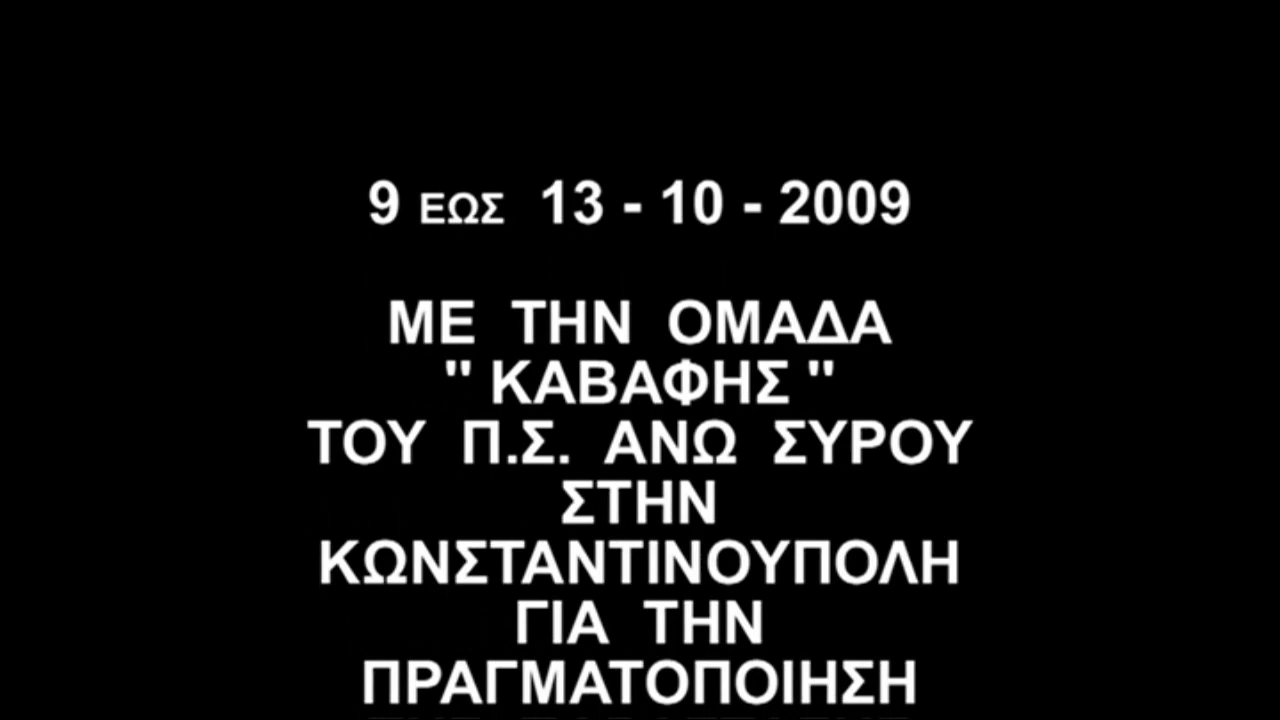 9 ΕΩΣ 13 - 10 - 2009
ΜΕ ΤΗΝ ΟΜΑΔΑ
" ΚΑΒΑΦΗΣ "
ΤΟΥ Π.Σ. ΑΝΩ ΣΥΡΟΥ
ΣΤΗΝ
ΚΩΝΣΤΑΝΤΙΝΟΥΠΟΛΗ
ΓΙΑ ΤΗΝ
ΠΡΑΓΜΑΤΟΠΟΙΗΣΗ